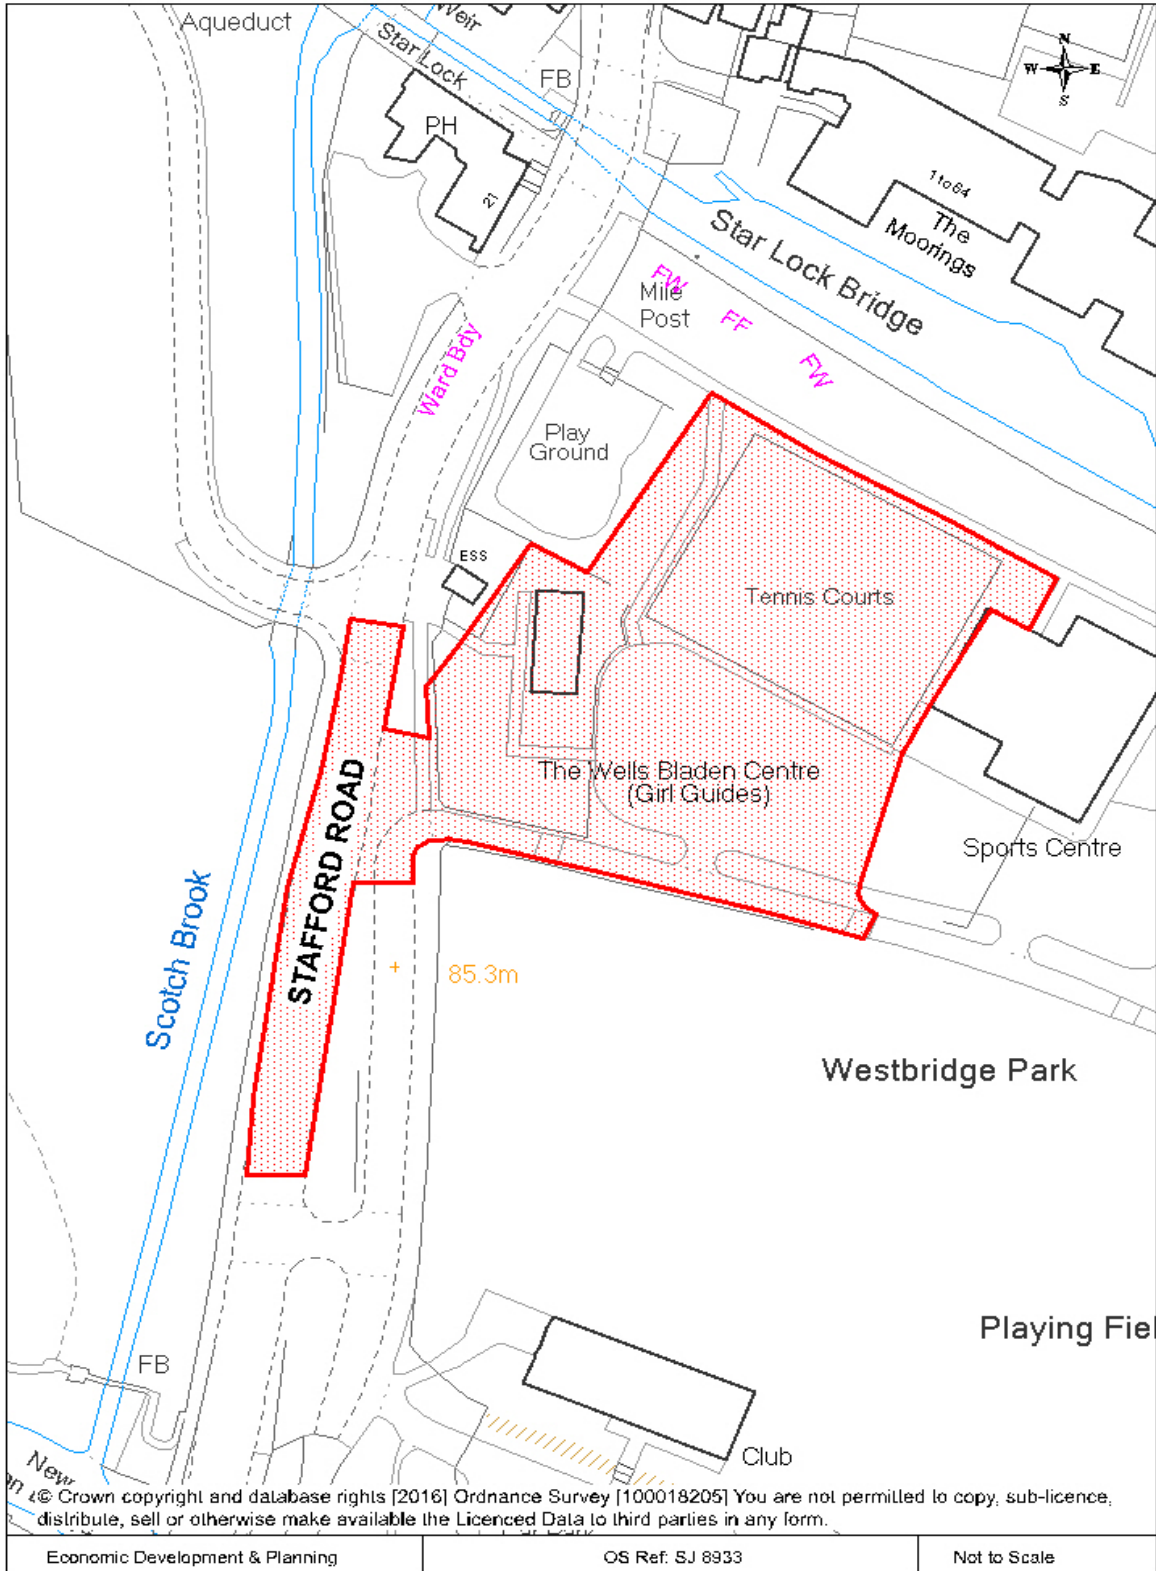 Aqueduct
Weir
Star Lock
FB
N
W E
S
PH
21
1 to 64
The
Moorings
Star Lock Bridge
FW
Mile
Post
FF
FW
Ward Bdy
Play
Ground
ESS
Tennis Courts
The Wells Bladen Centre
(Girl Guides)
STAFFORD ROAD
Sports Centre
Scotch Brook
85.3m
Westbridge Park
Playing Fiel
FB
Club
New
© Crown copyright and database rights [2016] Ordnance Survey [100018205] You are not permitted to copy, sub-licence,
distribute, sell or otherwise make available the Licenced Data to third parties in any form.
Economic Development & Planning
OS Ref: SJ 8933
Not to Scale